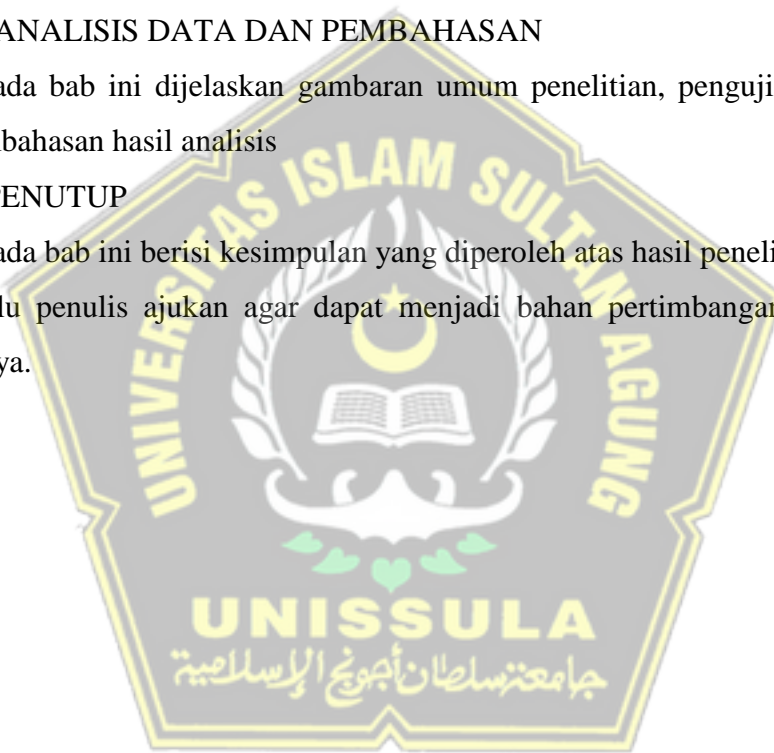 ANALISIS DATA DAN PEMBAHASAN
ada bab ini dijelaskan gambaran umum penelitian, penguji
bahasan hasil analisis
PENUTUP
ada bab ini berisi kesimpulan yang diperoleh atas hasil peneli
lu penulis ajukan agar dapat menjadi bahan pertimbangan
ya.
UNIVERSITAS ISLAM SULTAN AGUNG
UNISSULA
جامعة سلطان أجونج الإسلامية